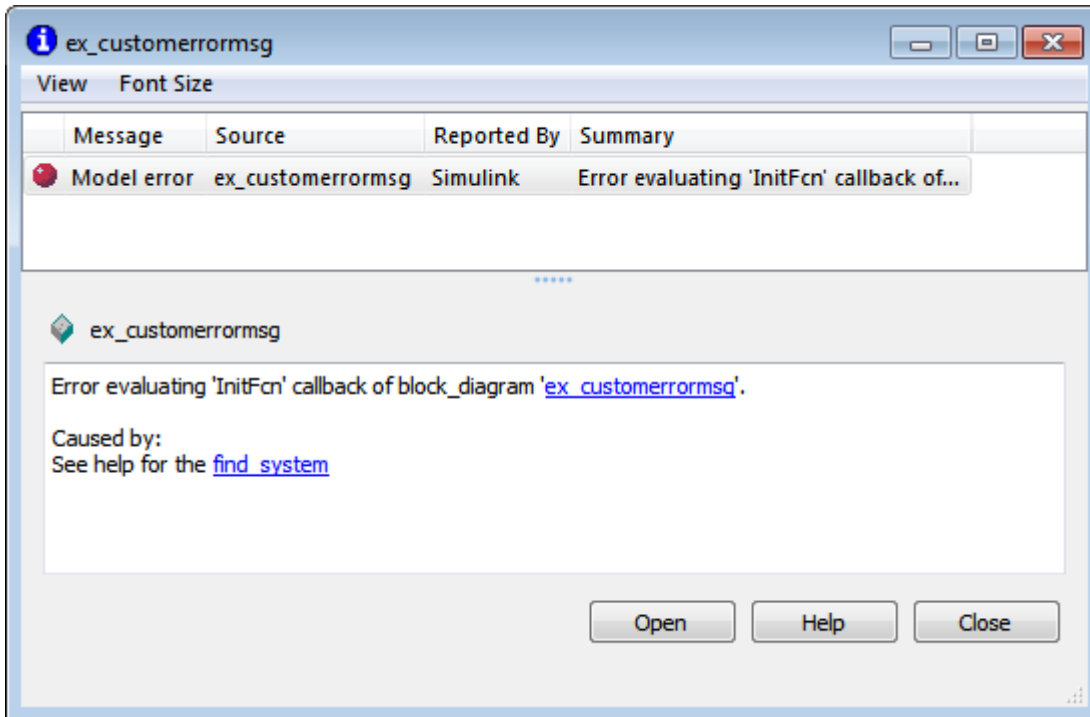 ex_customerrormsg
View Font Size
Message Source Reported By Summary
Model error ex_customerrormsg Simulink Error evaluating 'InitFcn' callback of...
ex_customerrormsg
Error evaluating 'InitFcn' callback of block_diagram 'ex_customerrormsg'.
Caused by:
See help for the find_system
Open Help Close